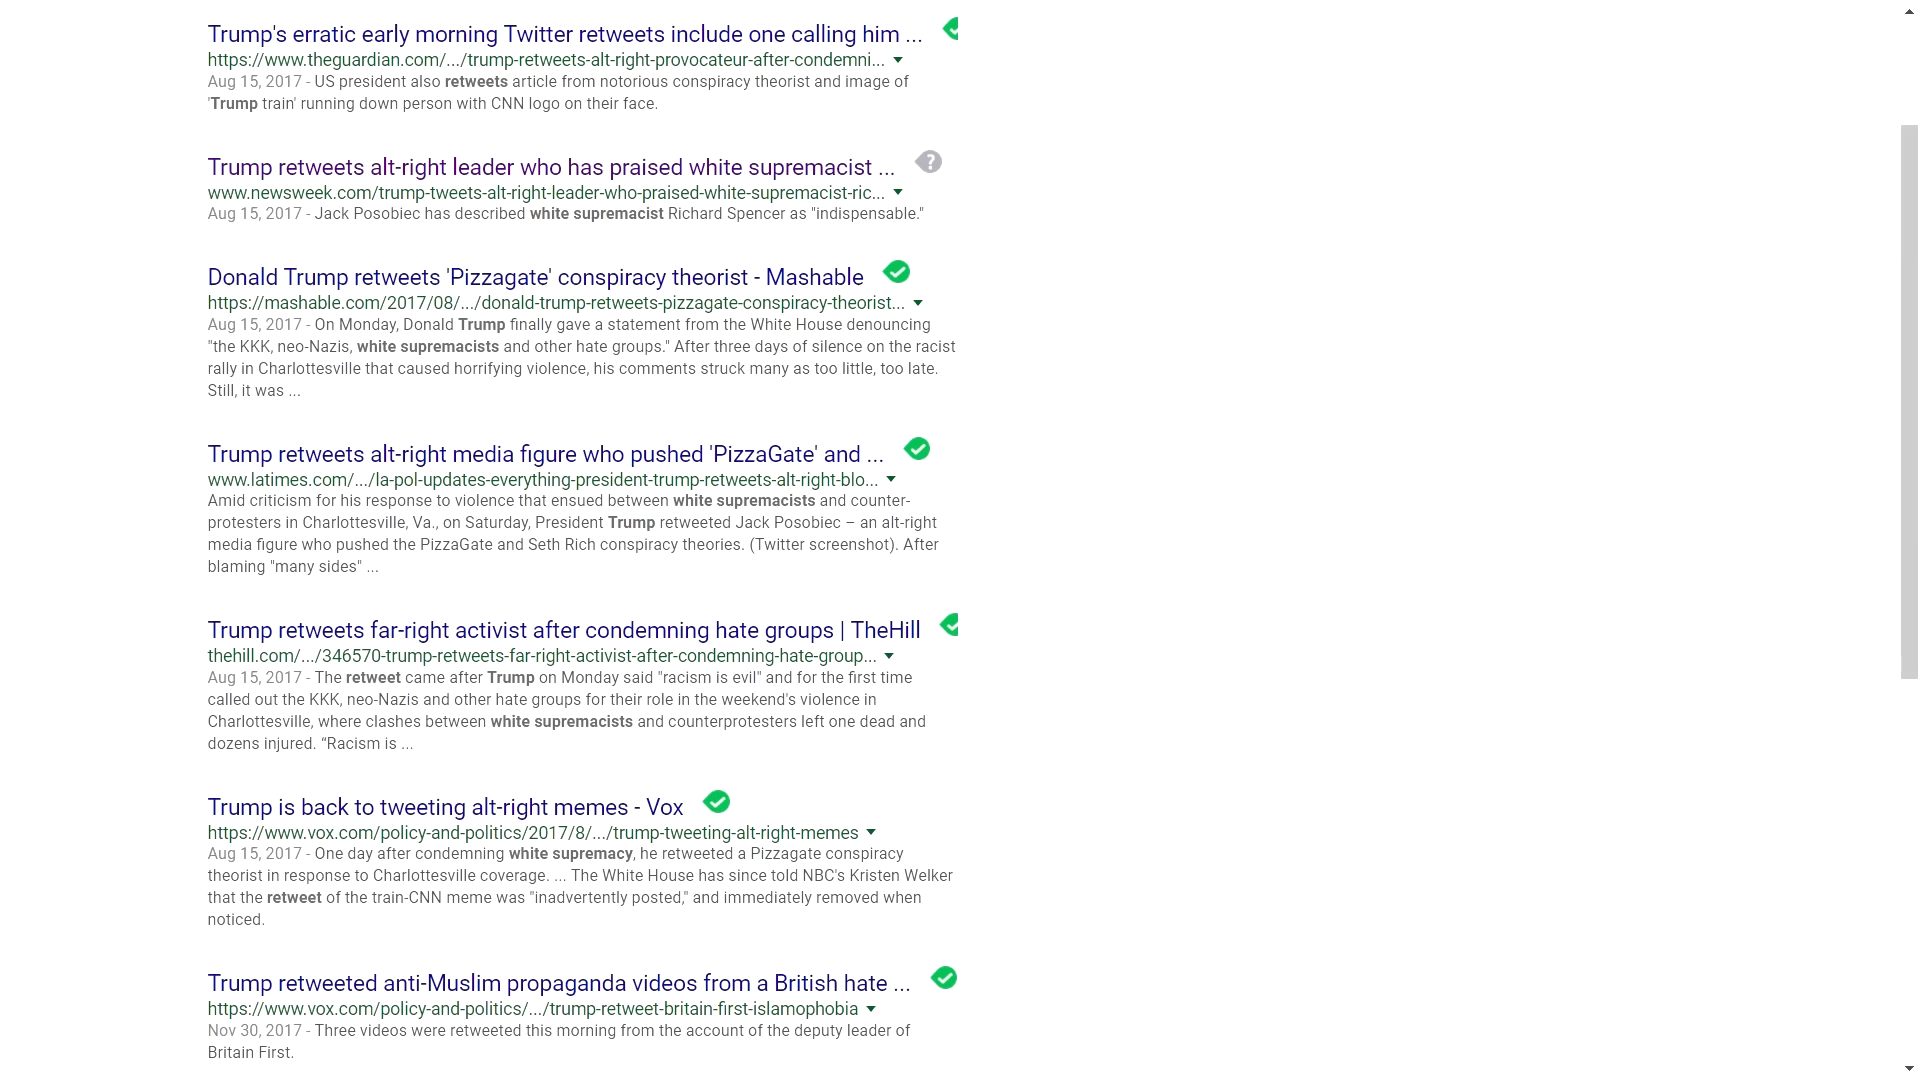 Trump's erratic early morning Twitter retweets include one calling him ...
https://www.theguardian.com/.../trump-retweets-alt-right-provocateur-after-condemni...
Aug 15, 2017 - US president also retweets article from notorious conspiracy theorist and image of
'Trump train' running down person with CNN logo on their face.
Trump retweets alt-right leader who has praised white supremacist ...
www.newsweek.com/trump-tweets-alt-right-leader-who-praised-white-supremacist-ric...
Aug 15, 2017 - Jack Posobiec has described white supremacist Richard Spencer as "indispensable."
Donald Trump retweets 'Pizzagate' conspiracy theorist - Mashable
https://mashable.com/2017/08/.../donald-trump-retweets-pizzagate-conspiracy-theorist...
Aug 15, 2017 - On Monday, Donald Trump finally gave a statement from the White House denouncing
"the KKK, neo-Nazis, white supremacists and other hate groups." After three days of silence on the racist
rally in Charlottesville that caused horrifying violence, his comments struck many as too little, too late.
Still, it was ...
Trump retweets alt-right media figure who pushed 'PizzaGate' and ...
www.latimes.com/.../la-pol-updates-everything-president-trump-retweets-alt-right-blo...
Amid criticism for his response to violence that ensued between white supremacists and counter-
protesters in Charlottesville, Va., on Saturday, President Trump retweeted Jack Posobiec – an alt-right
media figure who pushed the PizzaGate and Seth Rich conspiracy theories. (Twitter screenshot). After
blaming "many sides" ...
Trump retweets far-right activist after condemning hate groups | TheHill
thehill.com/.../346570-trump-retweets-far-right-activist-after-condemning-hate-group...
Aug 15, 2017 - The retweet came after Trump on Monday said "racism is evil" and for the first time
called out the KKK, neo-Nazis and other hate groups for their role in the weekend's violence in
Charlottesville, where clashes between white supremacists and counterprotesters left one dead and
dozens injured. “Racism is ...
Trump is back to tweeting alt-right memes - Vox
https://www.vox.com/policy-and-politics/2017/8/.../trump-tweeting-alt-right-memes
Aug 15, 2017 - One day after condemning white supremacy, he retweeted a Pizzagate conspiracy
theorist in response to Charlottesville coverage. ... The White House has since told NBC's Kristen Welker
that the retweet of the train-CNN meme was "inadvertently posted," and immediately removed when
noticed.
Trump retweeted anti-Muslim propaganda videos from a British hate ...
https://www.vox.com/policy-and-politics/.../trump-retweet-britain-first-islamophobia
Nov 30, 2017 - Three videos were retweeted this morning from the account of the deputy leader of
Britain First.